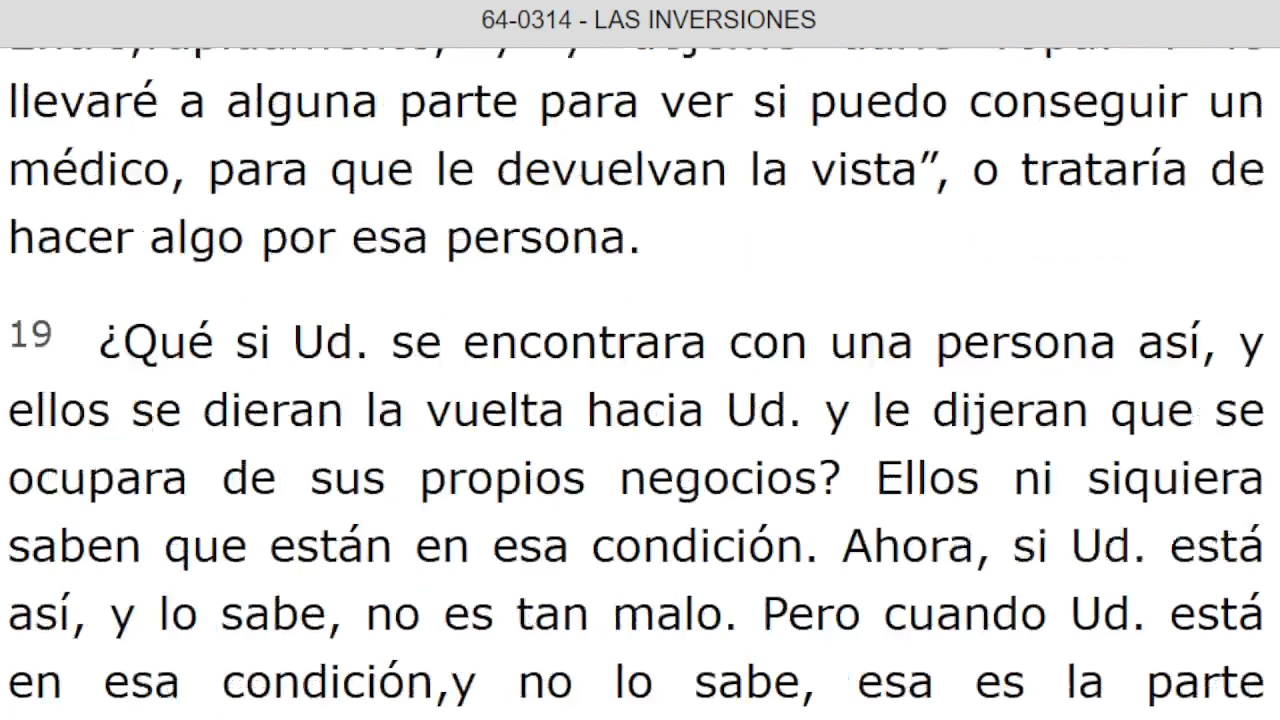 64-0314 - LAS INVERSIONES
llevaré a alguna parte para ver si puedo conseguir un
médico, para que le devuelvan la vista”, o trataría de
hacer algo por esa persona.
19 ¿Qué si Ud. se encontrara con una persona así, y
ellos se dieran la vuelta hacia Ud. y le dijeran que se
ocupara de sus propios negocios? Ellos ni siquiera
saben que están en esa condición. Ahora, si Ud. está
así, y lo sabe, no es tan malo. Pero cuando Ud. está
en esa condición,y no lo sabe, esa es la parte